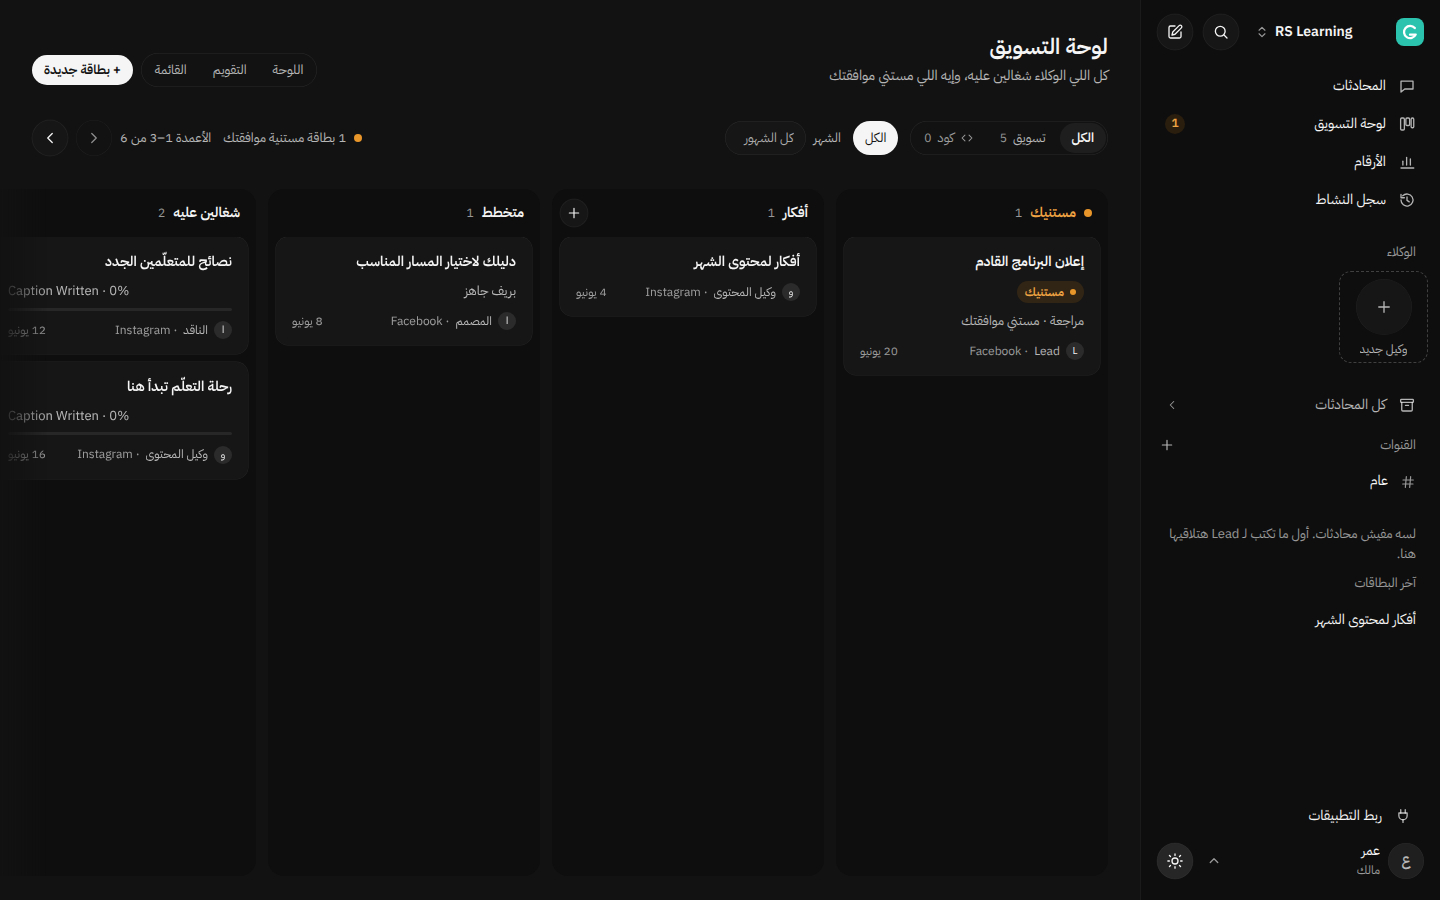 RS Learning
المحادثات
لوحة التسويق 1
الأرقام
سجل النشاط
الوكلاء
وكيل جديد
كل المحادثات
القنوات
عام
لسه مفيش محادثات. أول ما تكتب لـ Lead هتلاقيها
هنا.
آخر البطاقات
أفكار لمحتوى الشهر
ربط التطبيقات
ع
عمر
مالك
لوحة التسويق
كل اللي الوكلاء شغالين عليه، وإيه اللي مستني موافقتك
اللوحة التقويم القائمة
+ بطاقة جديدة
الكل تسويق 5 كود 0
الكل الشهر كل الشهور
1 بطاقة مستنية موافقتك الأعمدة 1–3 من 6
مستنيك 1
إعلان البرنامج القادم
مستنيك
مراجعة · مستني موافقتك
L Lead · Facebook 20 يونيو
أفكار 1
أفكار لمحتوى الشهر
و وكيل المحتوى · Instagram 4 يونيو
متخطط 1
دليلك لاختيار المسار المناسب
بريف جاهز
ا المصمم · Facebook 8 يونيو
شغالين عليه 2
نصائح للمتعلّمين الجدد
Caption Written · 0%
ا الناقد · Instagram 12 يونيو
رحلة التعلّم تبدأ هنا
Caption Written · 0%
و وكيل المحتوى · Instagram 16 يونيو